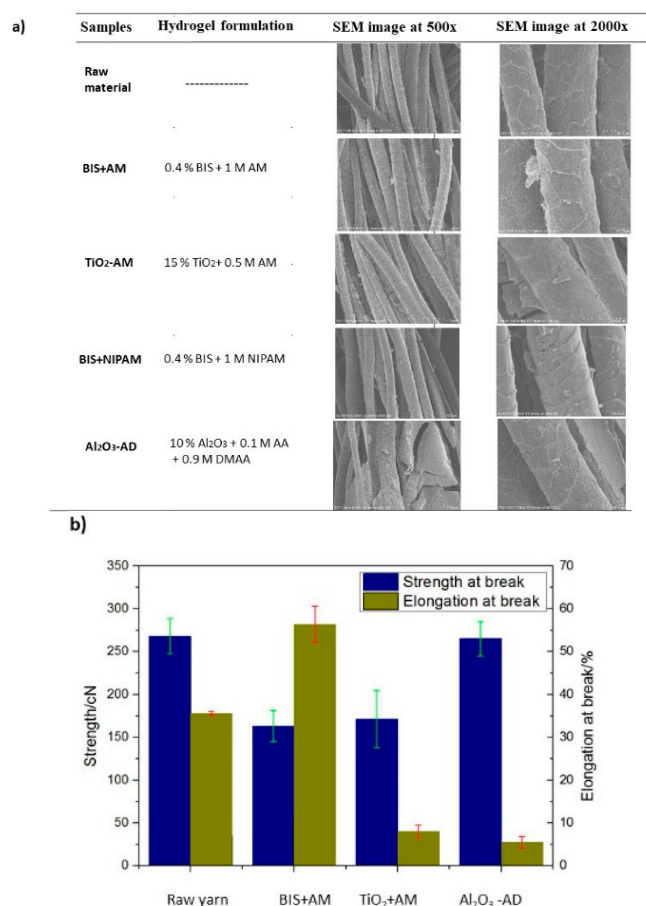 a)
Samples Hydrogel formulation SEM image at 500x SEM image at 2000x
Raw
material
-------------
BIS+AM 0.4 % BIS + 1 M AM
TiO₂-AM 15 % TiO₂+ 0.5 M AM
BIS+NIPAM 0.4 % BIS + 1 M NIPAM
Al₂O₃-AD 10 % Al₂O₃ + 0.1 M AA
+ 0.9 M DMAA
b)
Strength at break
Elongation at break
Strength/cN
350
300
250
200
150
100
50
0
Elongation at break/%
70
60
50
40
30
20
10
0
Raw yarn BIS+AM TiO₂+AM Al₂O₃ -AD